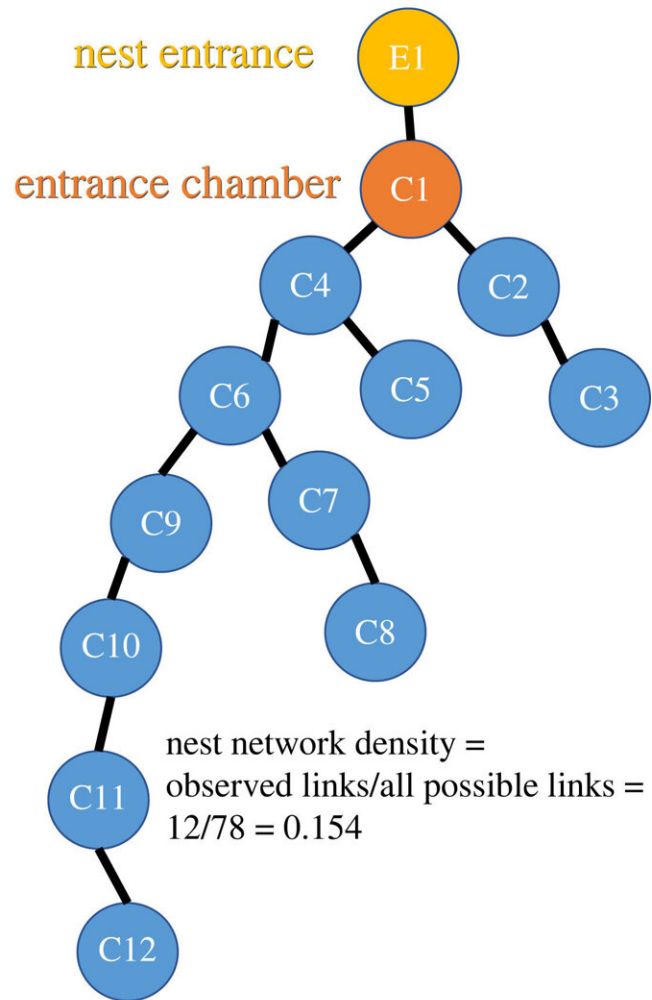 nest entrance
E1
entrance chamber
C1
C4
C2
C6
C5
C3
C9
C7
C10
C8
nest network density =
observed links/all possible links =
12/78 = 0.154
C11
C12